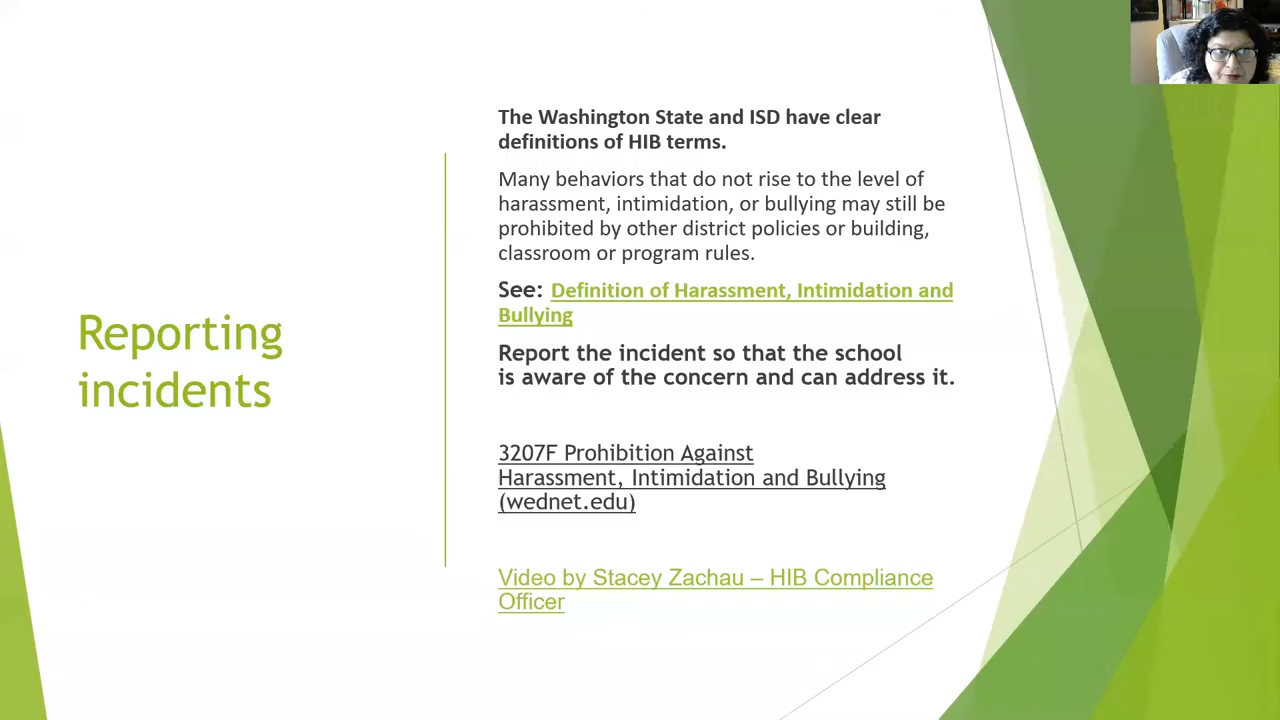 Reporting
incidents
The Washington State and ISD have clear
definitions of HIB terms.
Many behaviors that do not rise to the level of
harassment, intimidation, or bullying may still be
prohibited by other district policies or building,
classroom or program rules.
See: Definition of Harassment, Intimidation and
Bullying
Report the incident so that the school
is aware of the concern and can address it.
3207F Prohibition Against
Harassment, Intimidation and Bullying
(wednet.edu)
Video by Stacey Zachau – HIB Compliance
Officer